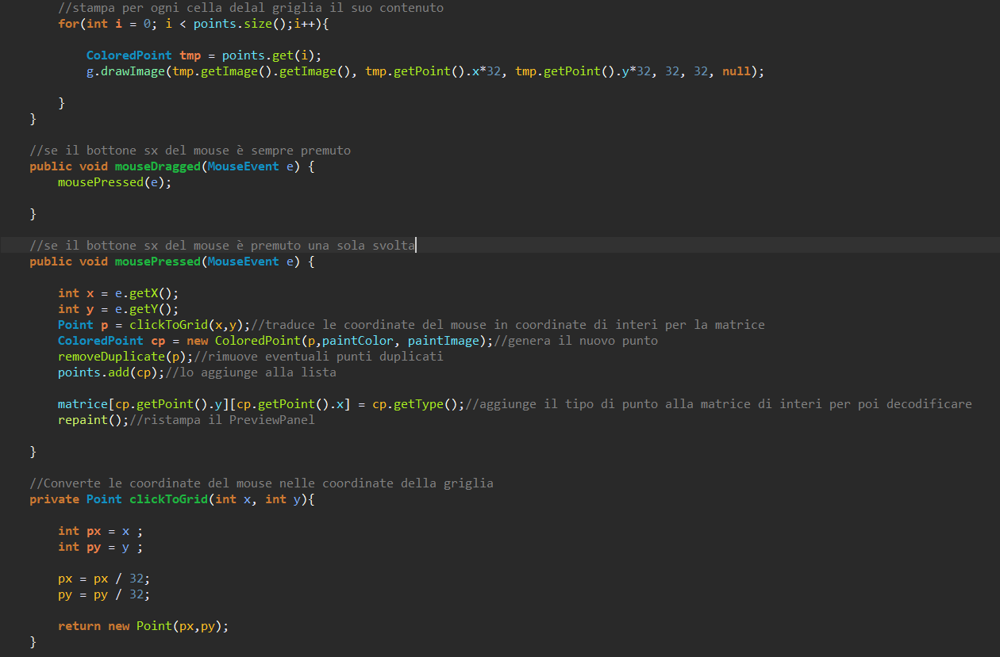 //stampa per ogni cella delal griglia il suo contenuto
for(int i = 0; i < points.size();i++){
ColoredPoint tmp = points.get(i);
g.drawImage(tmp.getImage().getImage(), tmp.getPoint().x*32, tmp.getPoint().y*32, 32, 32, null);
}
}
//se il bottone sx del mouse è sempre premuto
public void mouseDragged(MouseEvent e) {
mousePressed(e);
}
//se il bottone sx del mouse è premuto una sola svolta
public void mousePressed(MouseEvent e) {
int x = e.getX();
int y = e.getY();
Point p = clickToGrid(x,y);//traduce le coordinate del mouse in coordinate di interi per la matrice
ColoredPoint cp = new ColoredPoint(p,paintColor, paintImage);//genera il nuovo punto
removeDuplicate(p);//rimuove eventuali punti duplicati
points.add(cp);//lo aggiunge alla lista
matrice[cp.getPoint().y][cp.getPoint().x] = cp.getType();//aggiunge il tipo di punto alla matrice di interi per poi decodificare
repaint();//ristampa il PreviewPanel
}
//Converte le coordinate del mouse nelle coordinate della griglia
private Point clickToGrid(int x, int y){
int px = x ;
int py = y ;
px = px / 32;
py = py / 32;
return new Point(px,py);
}